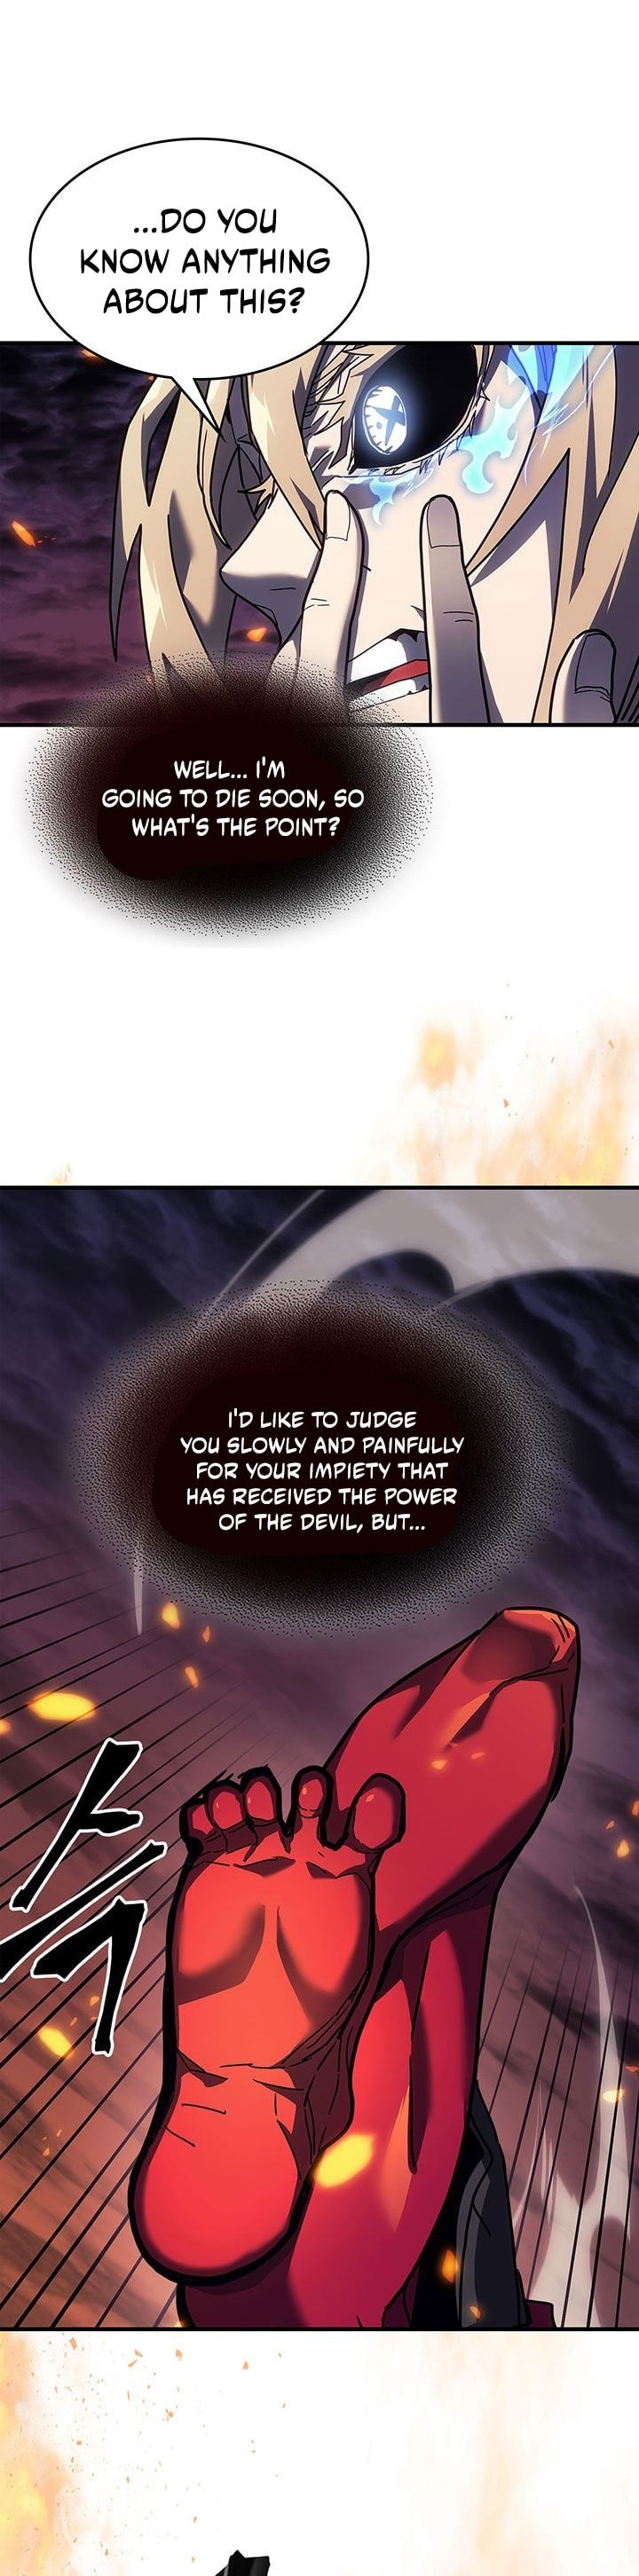 ...DO YOU
KNOW ANYTHING
ABOUT THIS?
WELL... I'M
GOING TO DIE SOON, SO
WHAT'S THE POINT?
I'D LIKE TO JUDGE
YOU SLOWLY AND PAINFULLY
FOR YOUR IMPIETY THAT
HAS RECEIVED THE POWER
OF THE DEVIL, BUT...